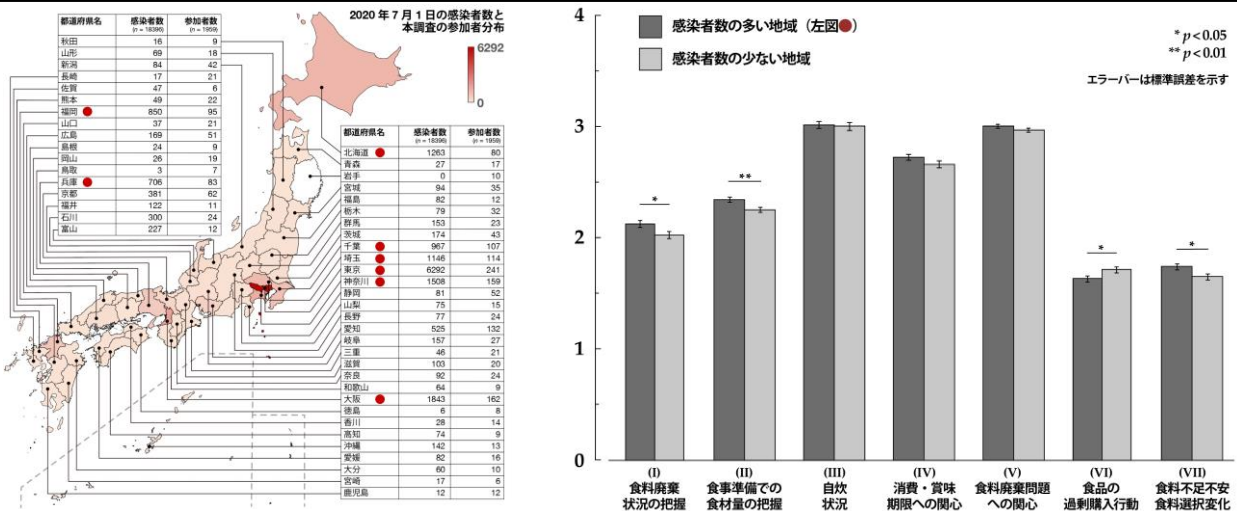 2020 年 7 月 1 日の感染者数と
本調査の参加者分布
6292
0
都道府県名 感染者数 参加者数
(n = 18396) (n = 1959)
秋田 16 9
山形 69 18
新潟 84 42
長崎 17 21
佐賀 47 6
熊本 49 22
福岡 850 95
山口 37 21
広島 169 51
島根 24 9
岡山 26 19
鳥取 3 7
兵庫 706 83
京都 381 62
福井 122 11
石川 300 24
富山 227 12
都道府県名 感染者数 参加者数
(n = 18396) (n = 1959)
北海道 1263 80
青森 27 17
岩手 0 10
宮城 94 35
福島 82 12
栃木 79 32
群馬 153 23
茨城 174 43
千葉 967 107
埼玉 1146 114
東京 6292 241
神奈川 1508 159
静岡 81 52
山梨 75 15
長野 77 24
愛知 525 132
岐阜 157 27
三重 46 21
滋賀 103 20
奈良 92 24
和歌山 64 9
大阪 1843 162
徳島 6 8
香川 28 14
高知 74 9
沖縄 142 13
愛媛 82 16
大分 60 10
宮崎 17 6
鹿児島 12 12
感染者数の多い地域（左図●）
感染者数の少ない地域
* p < 0.05
** p < 0.01
エラーバーは標準誤差を示す
4
3
2
1
0
*
**
*
*
(I)
食料廃棄
状況の把握
(II)
食事準備での
食材量の把握
(III)
自炊
状況
(IV)
消費・賞味
期限への関心
(V)
食料廃棄問題
への関心
(VI)
食品の
過剰購入行動
(VII)
食料不足不安
食料選択変化